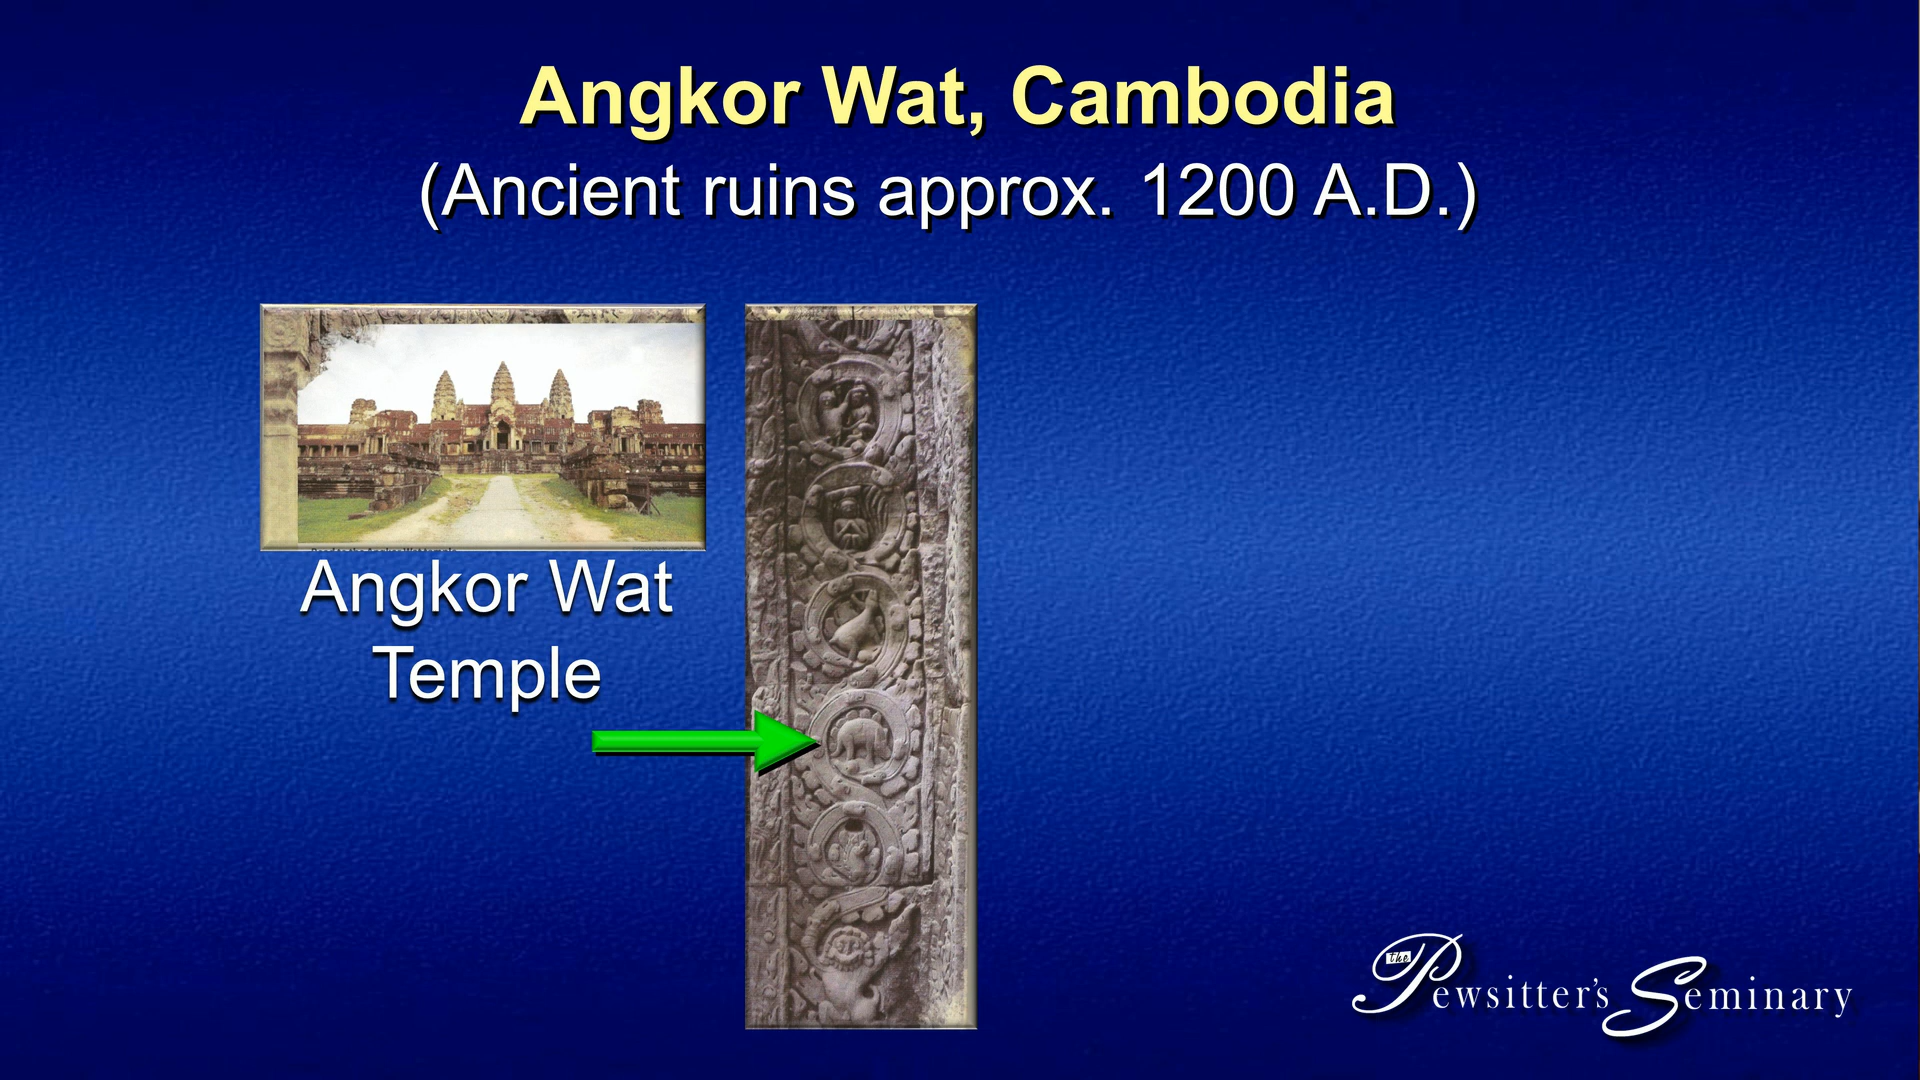 Angkor Wat, Cambodia
(Ancient ruins approx. 1200 A.D.)
Angkor Wat
Temple
the Pewsitter's Seminary